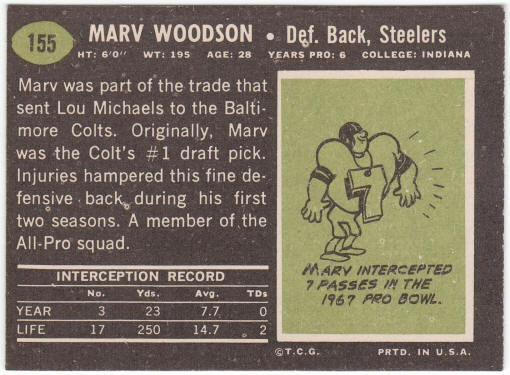 155
MARV WOODSON • Def. Back, Steelers
HT: 6'0" WT: 195 AGE: 28 YEARS PRO: 6 COLLEGE: INDIANA
Marv was part of the trade that
sent Lou Michaels to the Balti-
more Colts. Originally, Marv
was the Colt's #1 draft pick.
Injuries hampered this fine de-
fensive back during his first
two seasons. A member of the
All-Pro squad.
INTERCEPTION RECORD
No. Yds. Avg. TDs
YEAR 3 23 7.7 0
LIFE 17 250 14.7 2
7
MARV INTERCEPTED
7 PASSES IN THE
1967 PRO BOWL.
©T.C.G. PRTD. IN U.S.A.